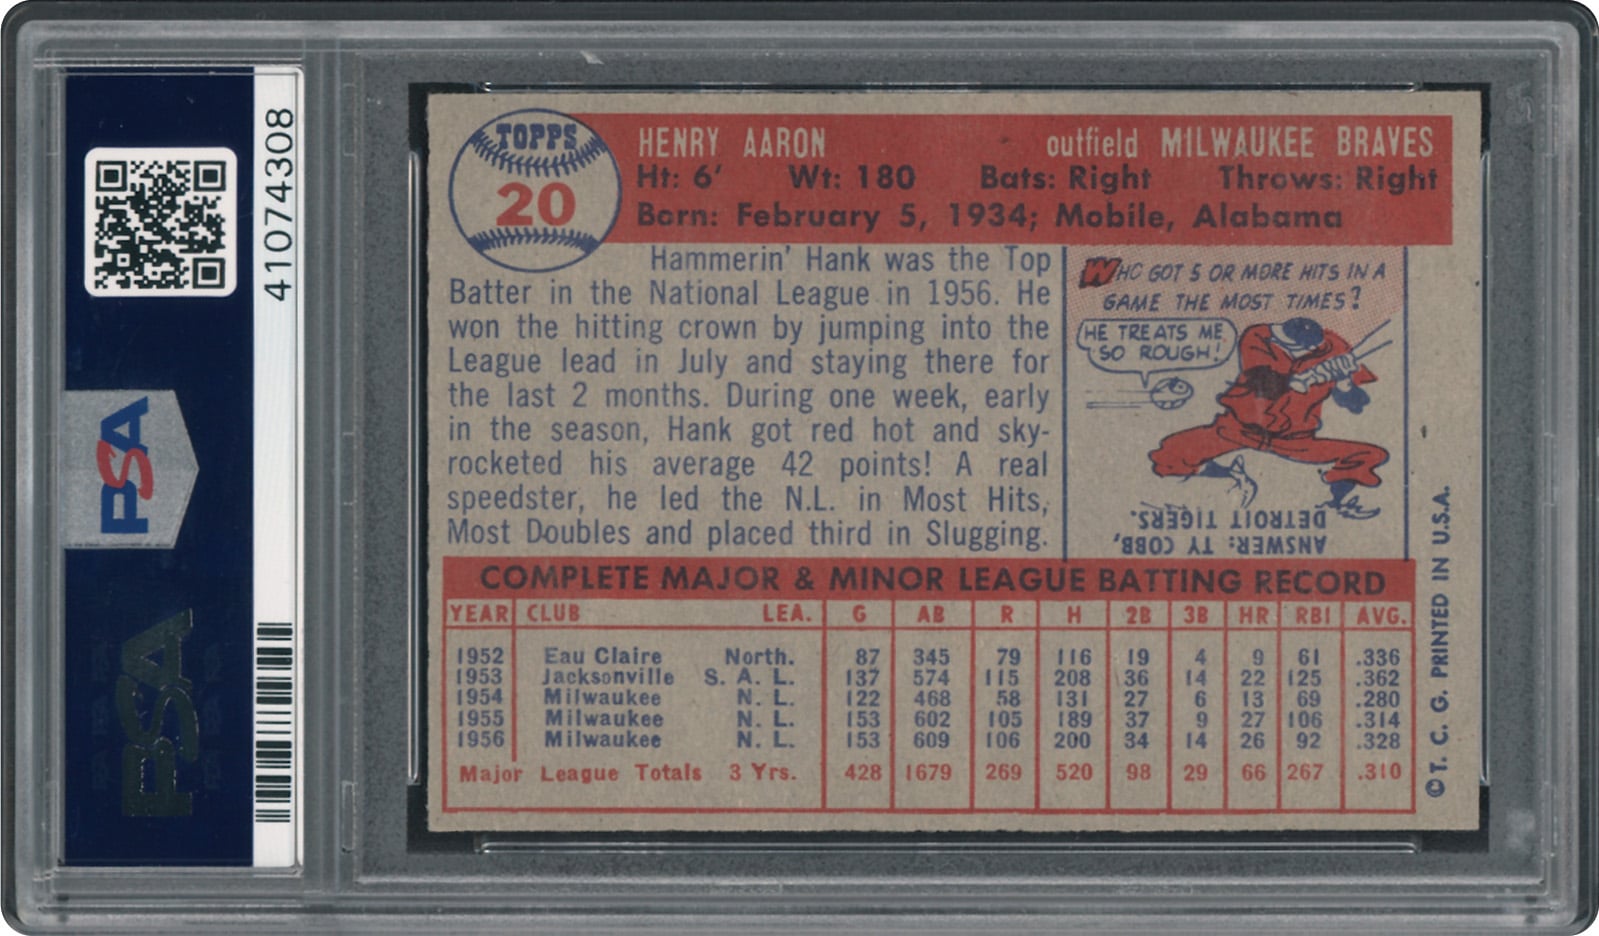 41074308
PSA
PSA
TOPPS
20
HENRY AARON outfield MILWAUKEE BRAVES
Ht: 6' Wt: 180 Bats: Right Throws: Right
Born: February 5, 1934; Mobile, Alabama
Hammerin' Hank was the Top
Batter in the National League in 1956. He
won the hitting crown by jumping into the
League lead in July and staying there for
the last 2 months. During one week, early
in the season, Hank got red hot and sky-
rocketed his average 42 points! A real
speedster, he led the N.L. in Most Hits,
Most Doubles and placed third in Slugging.
WHO GOT 5 OR MORE HITS IN A
GAME THE MOST TIMES?
HE TREATS ME
SO ROUGH!
ANSWER: TY COBB,
DETROIT TIGERS.
COMPLETE MAJOR & MINOR LEAGUE BATTING RECORD
YEAR CLUB LEA. G AB R H 2B 3B HR RBI AVG.
1952 Eau Claire North. 87 345 79 116 19 4 9 61 .336
1953 Jacksonville S. A. L. 137 574 115 208 36 14 22 125 .362
1954 Milwaukee N. L. 122 468 58 131 27 6 13 69 .280
1955 Milwaukee N. L. 153 602 105 189 37 9 27 106 .314
1956 Milwaukee N. L. 153 609 106 200 34 14 26 92 .328
Major League Totals 3 Yrs. 428 1679 269 520 98 29 66 267 .310
© T. C. G. PRINTED IN U.S.A.